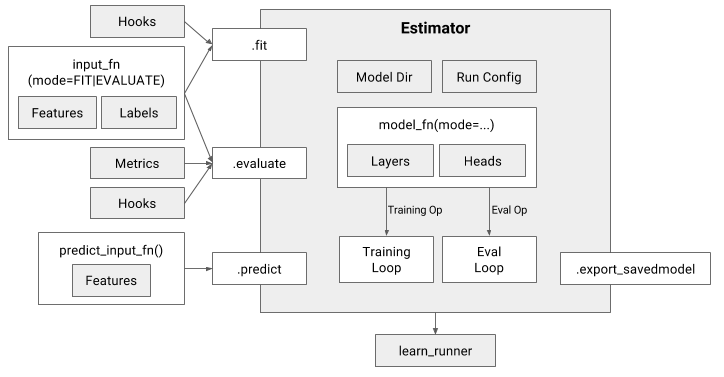 Hooks
.fit
Estimator
input_fn
(mode=FIT|EVALUATE)
Features
Labels
Model Dir
Run Config
model_fn(mode=...)
Layers
Heads
Metrics
.evaluate
Hooks
Training Op
Eval Op
predict_input_fn()
Features
.predict
Training
Loop
Eval
Loop
.export_savedmodel
learn_runner